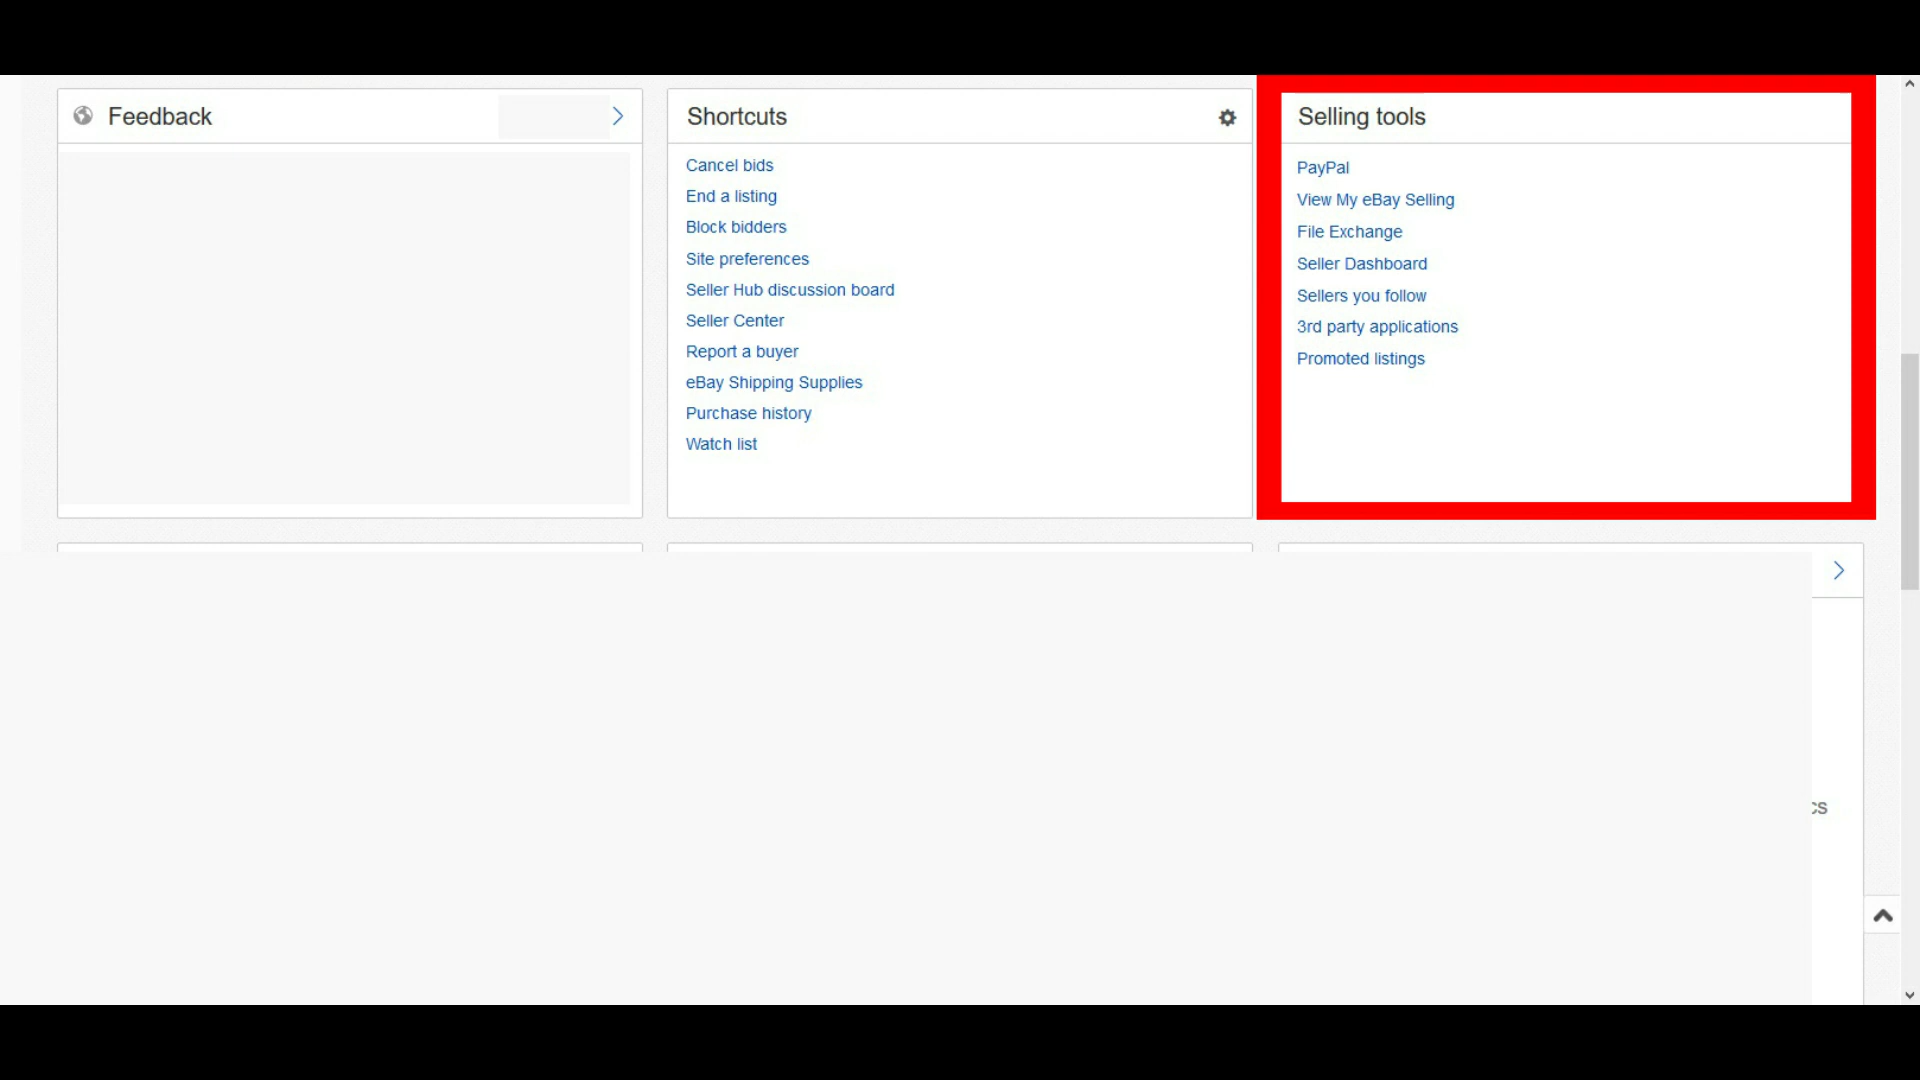 Feedback
Shortcuts
Cancel bids
End a listing
Block bidders
Site preferences
Seller Hub discussion board
Seller Center
Report a buyer
eBay Shipping Supplies
Purchase history
Watch list
Selling tools
PayPal
View My eBay Selling
File Exchange
Seller Dashboard
Sellers you follow
3rd party applications
Promoted listings